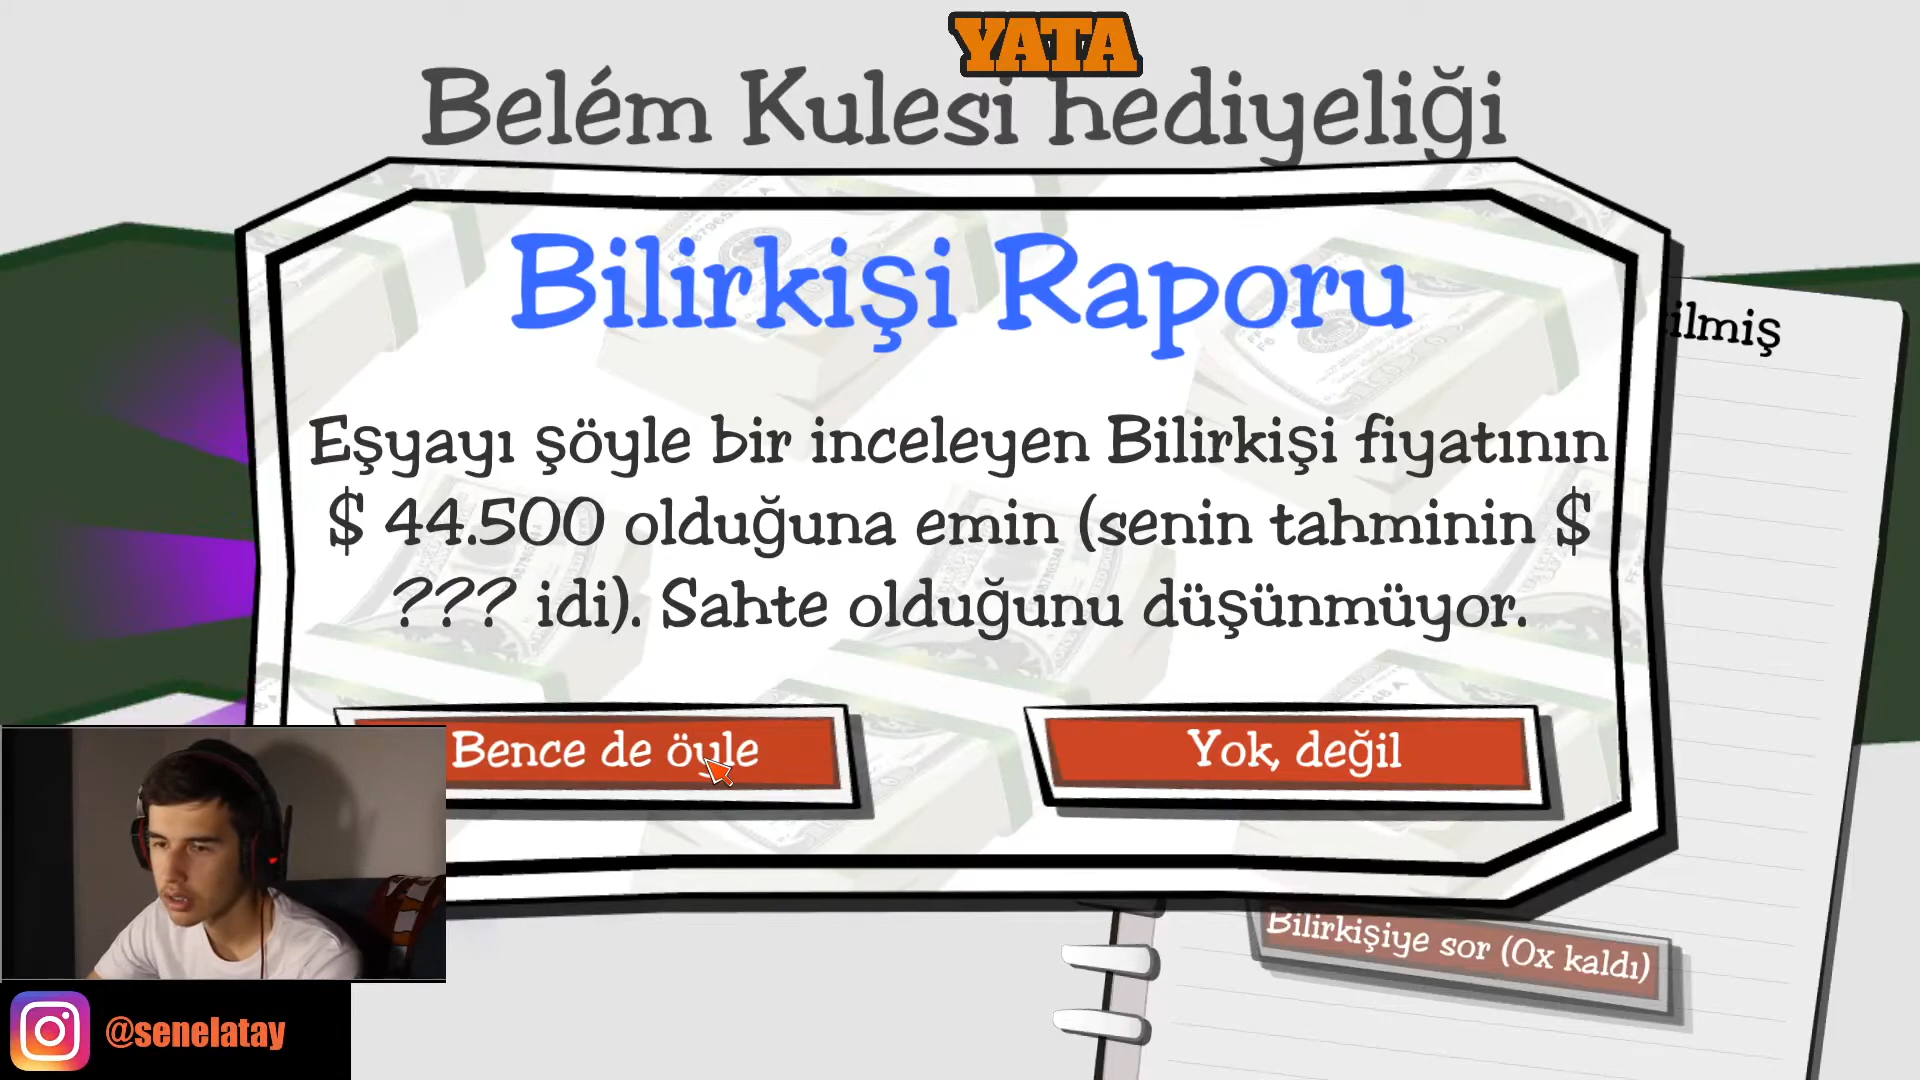 YATA
Belém Kulesi hediyeliği
Bilirkişi Raporu
ilmiş
Eşyayı şöyle bir inceleyen Bilirkişi fiyatının
$ 44.500 olduğuna emin (senin tahminin $
??? idi). Sahte olduğunu düşünmüyor.
Bence de öyle
Yok, değil
Bilirkişiye sor (0x kaldı)
@senelatay